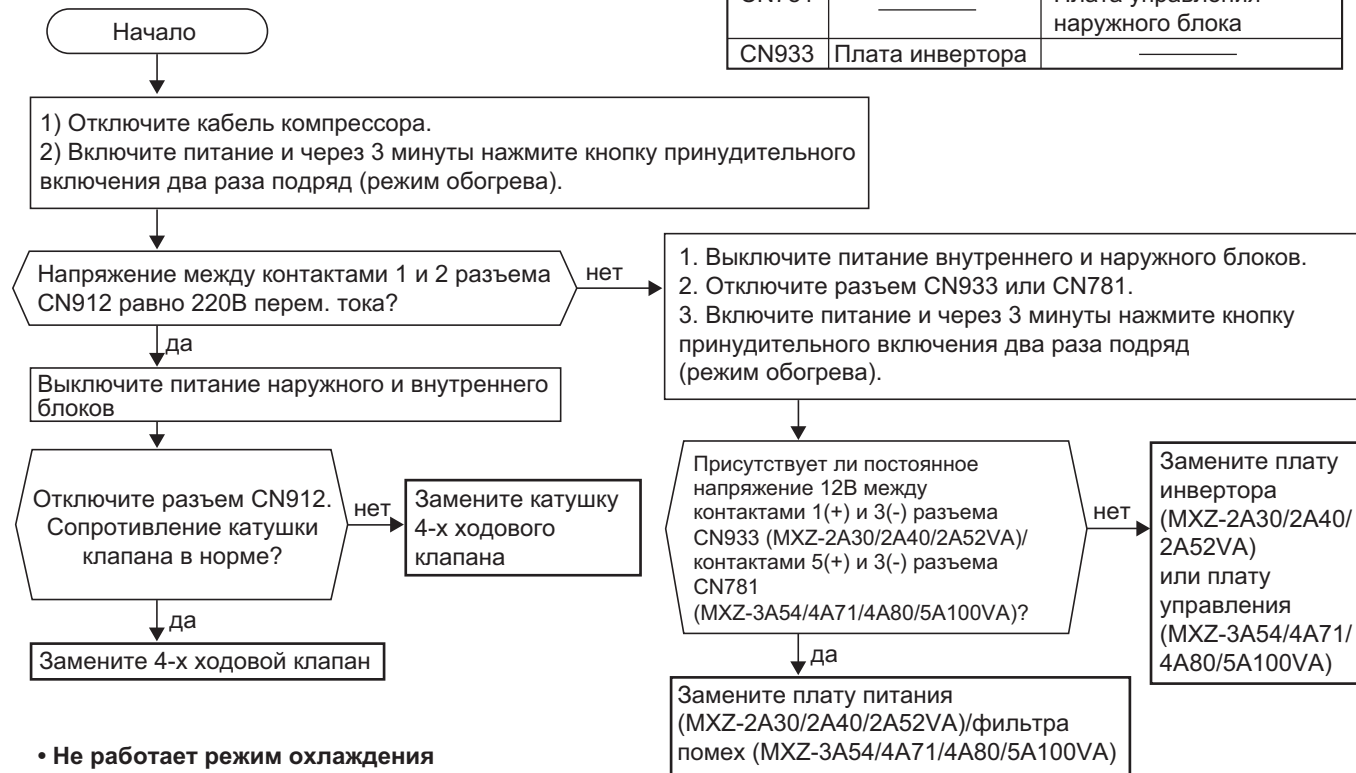 CN781 Плата управления
наружного блока
CN933 Плата инвертора
Начало
1) Отключите кабель компрессора.
2) Включите питание и через 3 минуты нажмите кнопку принудительного
включения два раза подряд (режим обогрева).
Напряжение между контактами 1 и 2 разъема
CN912 равно 220В перем. тока?
нет
да
1. Выключите питание внутреннего и наружного блоков.
2. Отключите разъем CN933 или CN781.
3. Включите питание и через 3 минуты нажмите кнопку
принудительного включения два раза подряд
(режим обогрева).
Выключите питание наружного и внутреннего
блоков
Отключите разъем CN912.
Сопротивление катушки
клапана в норме?
нет
Замените катушку
4-х ходового
клапана
да
Замените 4-х ходовой клапан
Присутствует ли постоянное
напряжение 12В между
контактами 1(+) и 3(-) разъема
CN933 (MXZ-2A30/2A40/2A52VA)/
контактами 5(+) и 3(-) разъема
CN781
(MXZ-3A54/4A71/4A80/5A100VA)?
нет
Замените плату
инвертора
(MXZ-2A30/2A40/
2A52VA)
или плату
управления
(MXZ-3A54/4A71/
4A80/5A100VA)
да
Замените плату питания
(MXZ-2A30/2A40/2A52VA)/фильтра
помех (MXZ-3A54/4A71/4A80/5A100VA)
• Не работает режим охлаждения